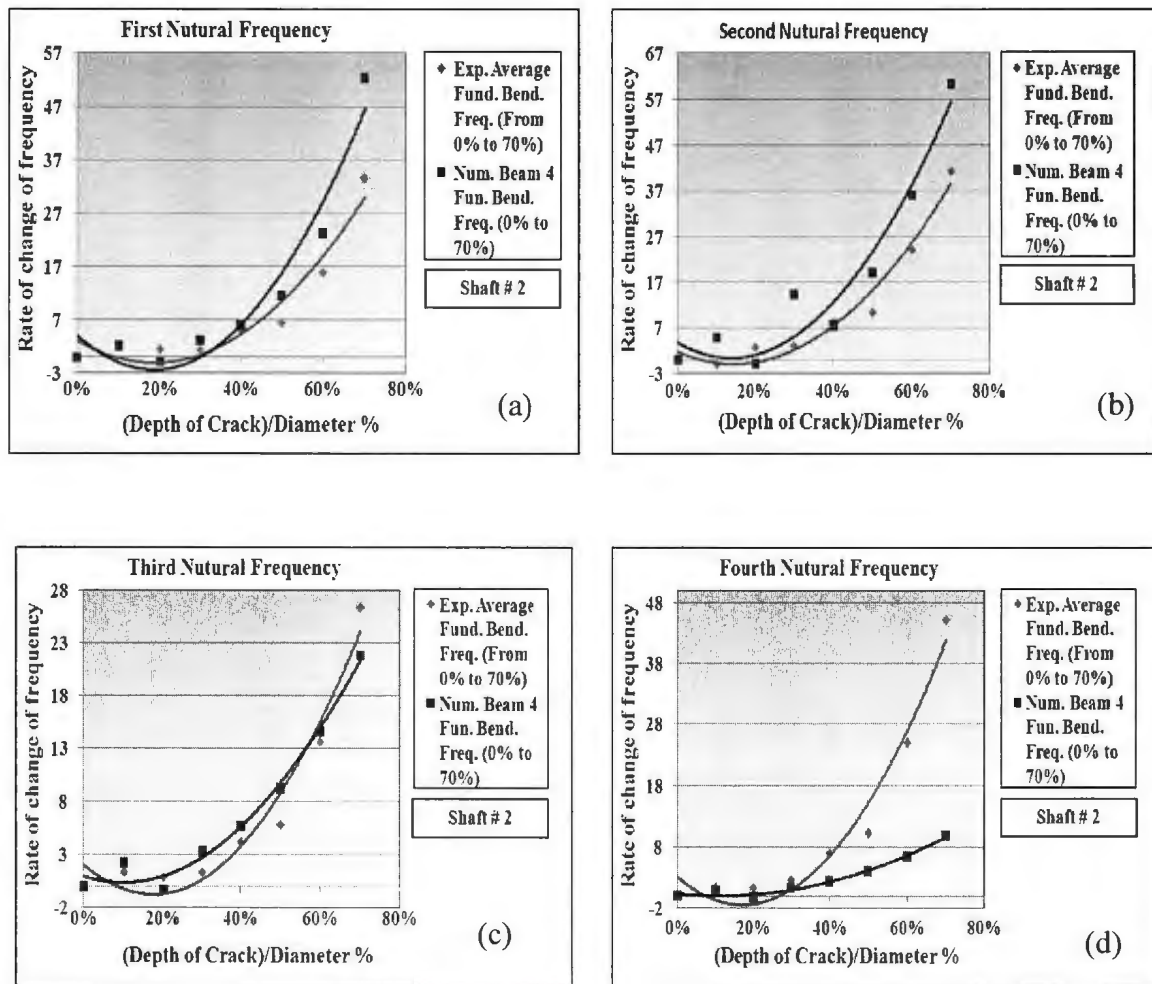 First Nutural Frequency
57
47
37
27
17
7
-3
Rate of change of frequency
0% 20% 40% 60% 80%
(Depth of Crack)/Diameter %
Exp. Average
Fund. Bend.
Freq. (From
0% to 70%)
Num. Beam 4
Fun. Bend.
Freq. (0% to
70%)
Shaft # 2
(a)
Second Nutural Frequency
67
57
47
37
27
17
7
-3
Rate of change of frequency
0% 20% 40% 60% 80%
(Depth of Crack)/Diameter %
Exp. Average
Fund. Bend.
Freq. (From
0% to 70%)
Num. Beam 4
Fun. Bend.
Freq. (0% to
70%)
Shaft # 2
(b)
Third Nutural Frequency
28
23
18
13
8
3
-2
Rate of change of frequency
0% 20% 40% 60% 80%
(Depth of Crack)/Diameter %
Exp. Average
Fund. Bend.
Freq. (From
0% to 70%)
Num. Beam 4
Fun. Bend.
Freq. (0% to
70%)
Shaft # 2
(c)
Fourth Nutural Frequency
48
38
28
18
8
-2
Rate of change of frequency
0% 20% 40% 60% 80%
(Depth of Crack)/Diameter %
Exp. Average
Fund. Bend.
Freq. (From
0% to 70%)
Num. Beam 4
Fun. Bend.
Freq. (0% to
70%)
Shaft # 2
(d)